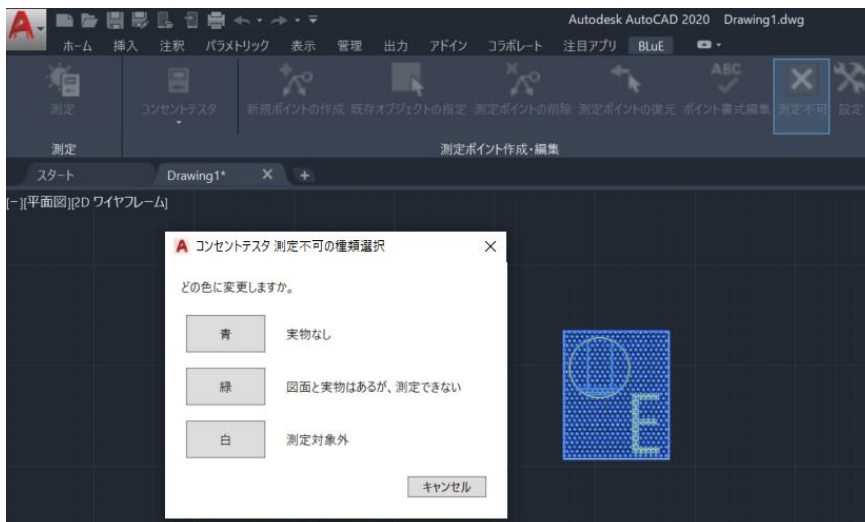 Autodesk AutoCAD 2020 Drawing1.dwg
ホーム 挿入 注釈 パラメトリック 表示 管理 出力 アドイン コラボレート 注目アプリ BLuE
ABC
測定 コンセントテスタ 新規ポイントの作成 既存オブジェクトの指定 測定ポイントの削除 測定ポイントの復元 ポイント書式編集 測定不可 設定
測定 測定ポイント作成・編集
スタート Drawing1* X +
[-][平面図][2D ワイヤフレーム]
A コンセントテスタ 測定不可の種類選択
どの色に変更しますか。
青 実物なし
緑 図面と実物はあるが、測定できない
白 測定対象外
キャンセル
E